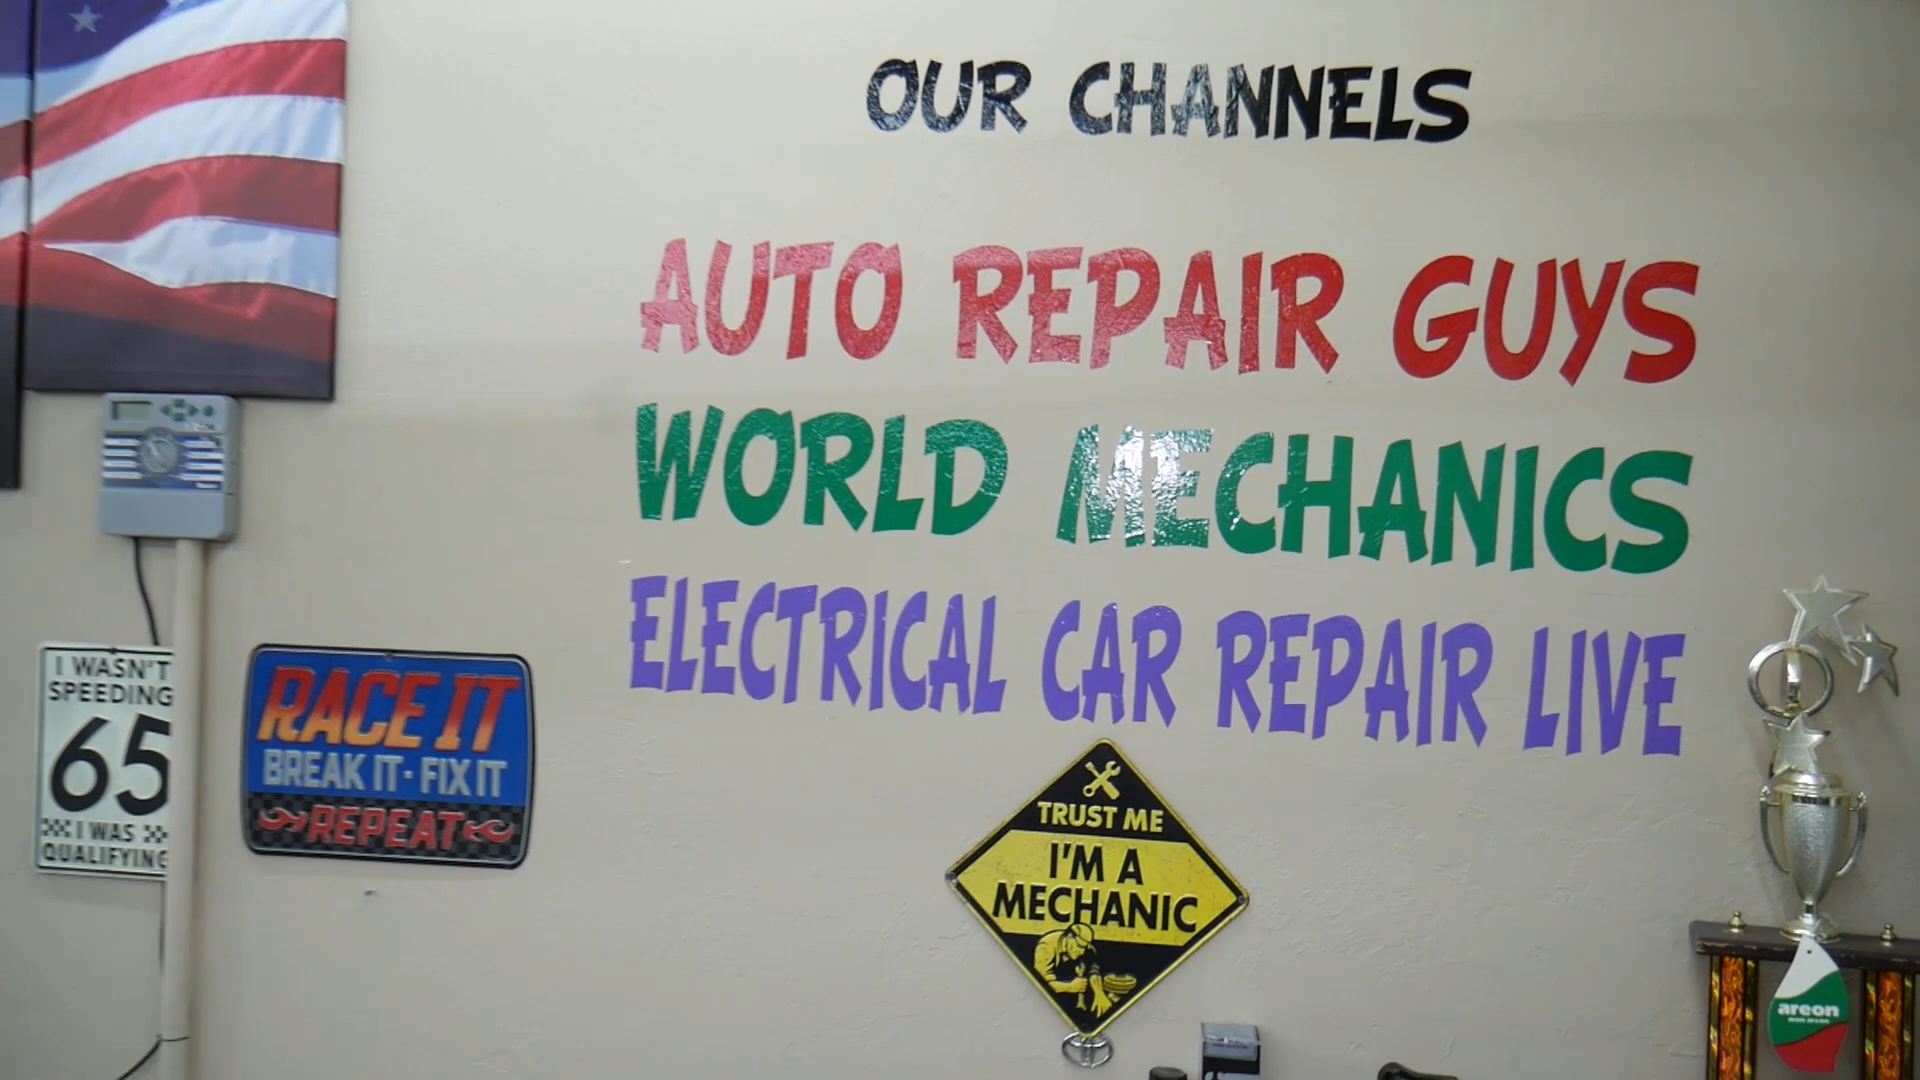 OUR CHANNELS
AUTO REPAIR GUYS
WORLD MECHANICS
ELECTRICAL CAR REPAIR LIVE
I WASN'T
SPEEDING
65
I WAS
QUALIFYING
RACE IT
BREAK IT · FIX IT
REPEAT
TRUST ME
I'M A
MECHANIC
areon